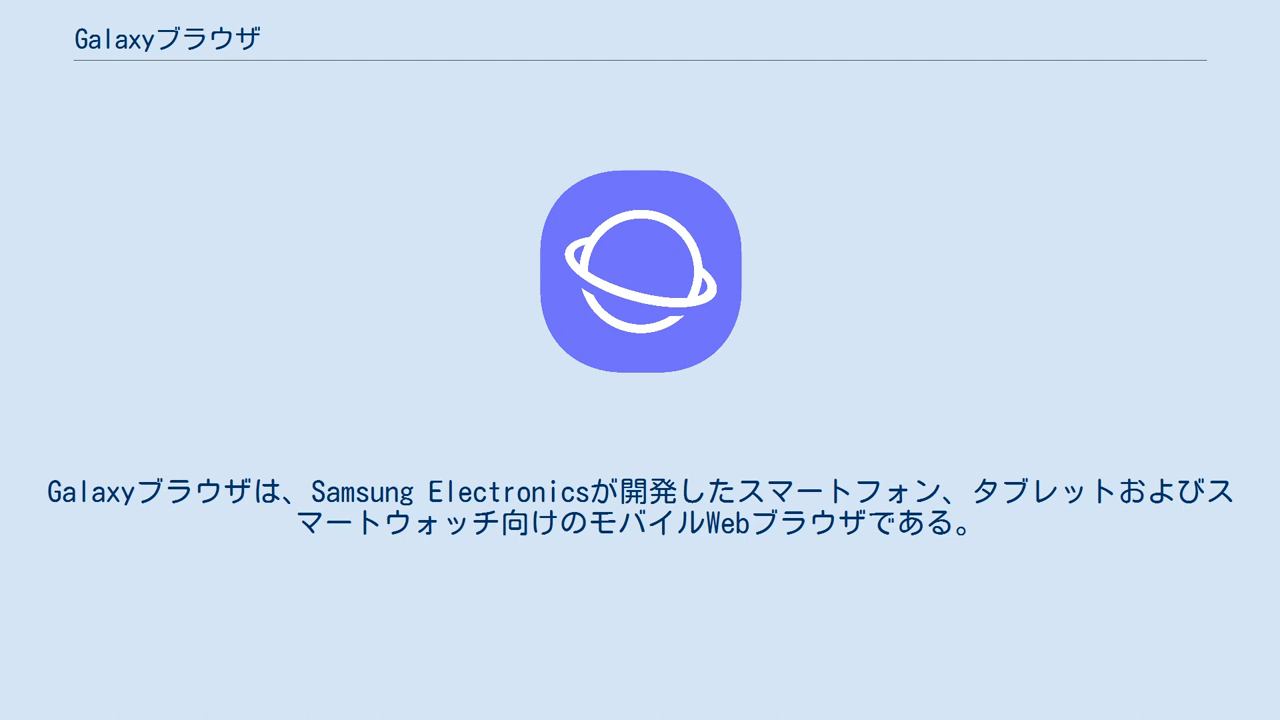 Galaxyブラウザ
Galaxyブラウザは、Samsung Electronicsが開発したスマートフォン、タブレットおよびス
マートウォッチ向けのモバイルWebブラウザである。